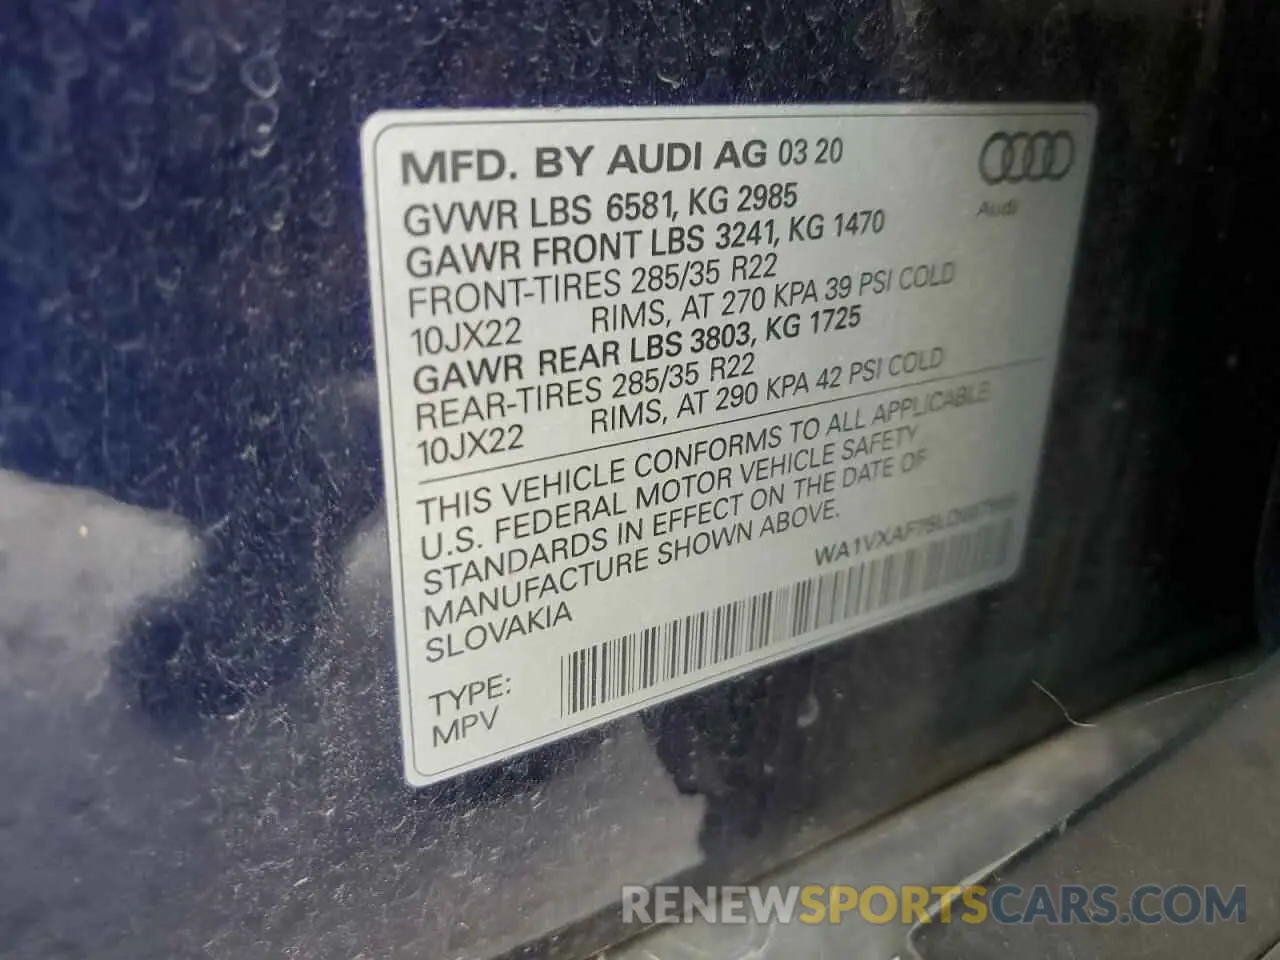 MFD. BY AUDI AG 03 20
Audi
GVWR LBS 6581, KG 2985
GAWR FRONT LBS 3241, KG 1470
FRONT-TIRES 285/35 R22
10JX22 RIMS, AT 270 KPA 39 PSI COLD
GAWR REAR LBS 3803, KG 1725
REAR-TIRES 285/35 R22
10JX22 RIMS, AT 290 KPA 42 PSI COLD
THIS VEHICLE CONFORMS TO ALL APPLICABLE
U.S. FEDERAL MOTOR VEHICLE SAFETY
STANDARDS IN EFFECT ON THE DATE OF
MANUFACTURE SHOWN ABOVE.
SLOVAKIA
TYPE:
MPV
RENEWSPORTSCARS.COM